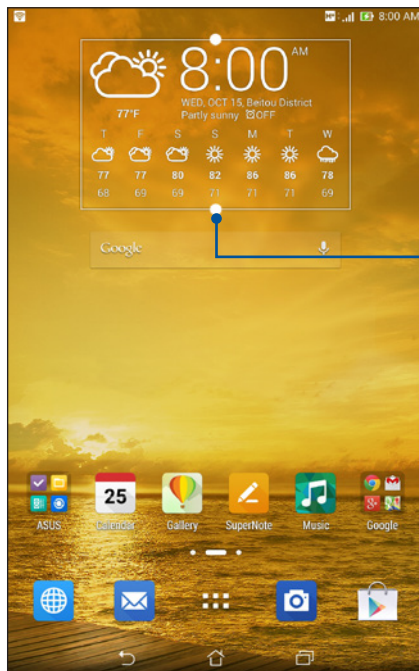 8:00 AM
8:00 AM
WED, OCT 15, Beitou District
77°F
Partly sunny OFF
T F S S M T W
77 77 80 82 86 86 78
68 69 69 71 71 71 69
Google
25
ASUS Calendar Gallery SuperNote Music Google